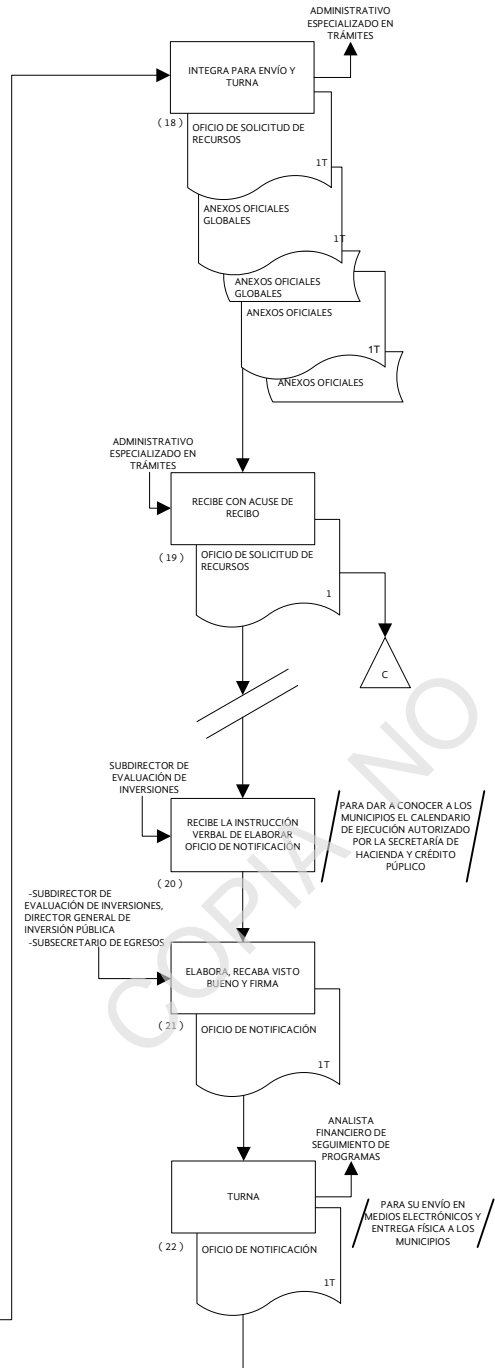 ADMINISTRATIVO
ESPECIALIZADO EN
TRÁMITES
INTEGRA PARA ENVÍO Y
TURNA
( 18 )
OFICIO DE SOLICITUD DE
RECURSOS
1T
ANEXOS OFICIALES
GLOBALES
1T
ANEXOS OFICIALES
GLOBALES
ANEXOS OFICIALES
1T
ANEXOS OFICIALES
ADMINISTRATIVO
ESPECIALIZADO EN
TRÁMITES
RECIBE CON ACUSE DE
RECIBO
( 19 )
OFICIO DE SOLICITUD DE
RECURSOS
1
C
SUBDIRECTOR DE
EVALUACIÓN DE
INVERSIONES
RECIBE LA INSTRUCCIÓN
VERBAL DE ELABORAR
OFICIO DE NOTIFICACIÓN
PARA DAR A CONOCER A LOS
MUNICIPIOS EL CALENDARIO
DE EJECUCIÓN AUTORIZADO
POR LA SECRETARÍA DE
HACIENDA Y CRÉDITO
PÚPLICO
( 20 )
-SUBDIRECTOR DE
EVALUACIÓN DE INVERSIONES,
DIRECTOR GENERAL DE
INVERSIÓN PÚBLICA
-SUBSECRETARIO DE EGRESOS
ELABORA, RECABA VISTO
BUENO Y FIRMA
( 21 )
OFICIO DE NOTIFICACIÓN
1T
ANALISTA
FINANCIERO DE
SEGUIMIENTO DE
PROGRAMAS
TURNA
PARA SU ENVÍO EN
MEDIOS ELECTRÓNICOS Y
ENTREGA FÍSICA A LOS
MUNICIPIOS
( 22 )
OFICIO DE NOTIFICACIÓN
1T
COPIA NO